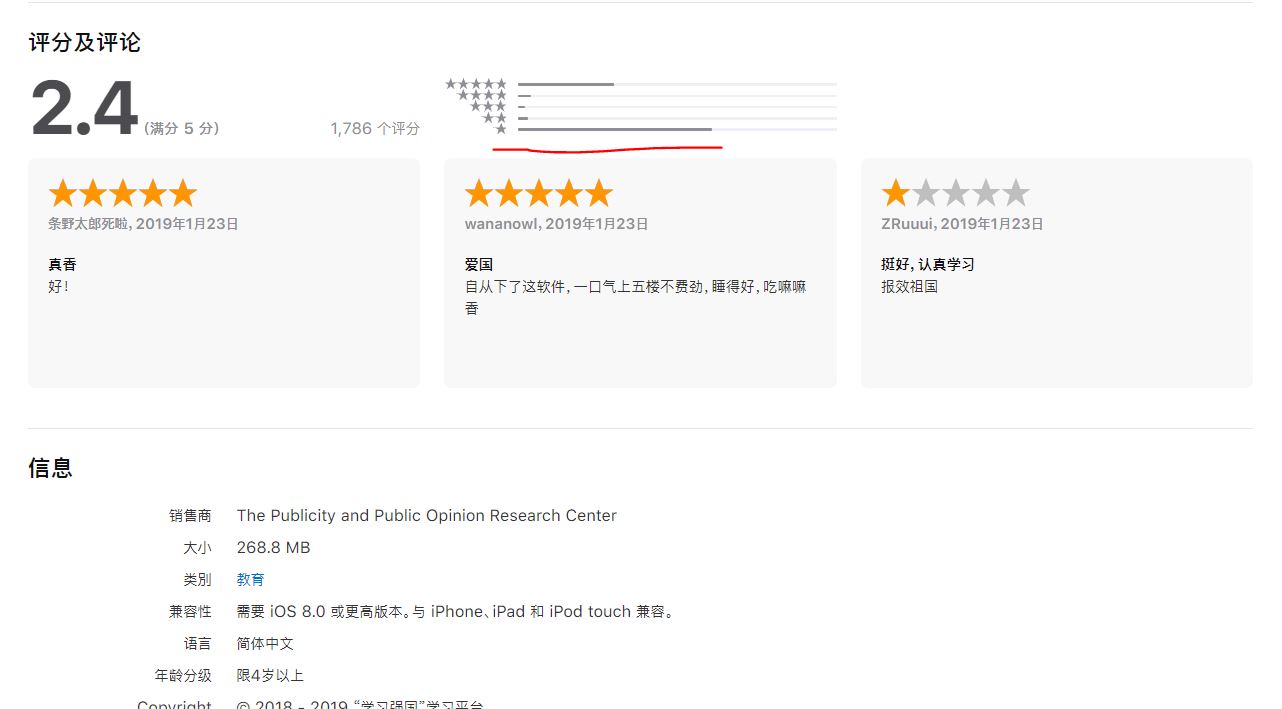 评分及评论
2.4 (满分 5 分)
1,786 个评分
条野太郎死啦, 2019年1月23日
真香
好！
wananowl, 2019年1月23日
爱国
自从下了这软件，一口气上五楼不费劲，睡得好，吃嘛嘛
香
ZRuuui, 2019年1月23日
挺好，认真学习
报效祖国
信息
销售商 The Publicity and Public Opinion Research Center
大小 268.8 MB
类别 教育
兼容性 需要 iOS 8.0 或更高版本。与 iPhone、iPad 和 iPod touch 兼容。
语言 简体中文
年龄分级 限4岁以上
Copyright © 2018 - 2019 “学习强国”学习平台